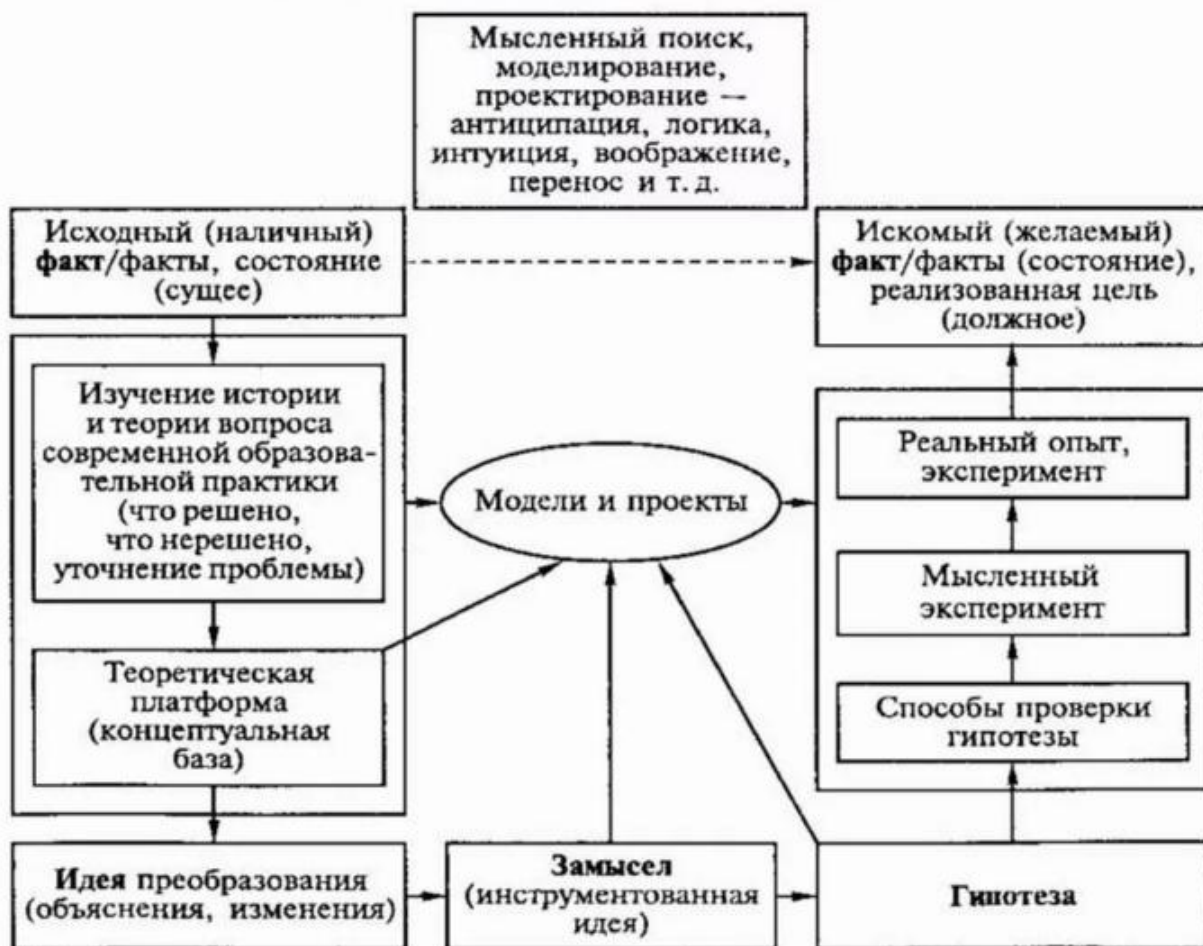 Мысленный поиск,
моделирование,
проектирование —
антиципация, логика,
интуиция, воображение,
перенос и т. д.
Исходный (наличный)
факт/факты, состояние
(сущее)
Искомый (желаемый)
факт/факты (состояние),
реализованная цель
(должное)
Изучение истории
и теории вопроса
современной образова-
тельной практики
(что решено,
что нерешено,
уточнение проблемы)
Модели и проекты
Реальный опыт,
эксперимент
Мысленный
эксперимент
Теоретическая
платформа
(концептуальная
база)
Способы проверки
гипотезы
Идея преобразования
(объяснения, изменения)
Замысел
(инструментованная
идея)
Гипотеза